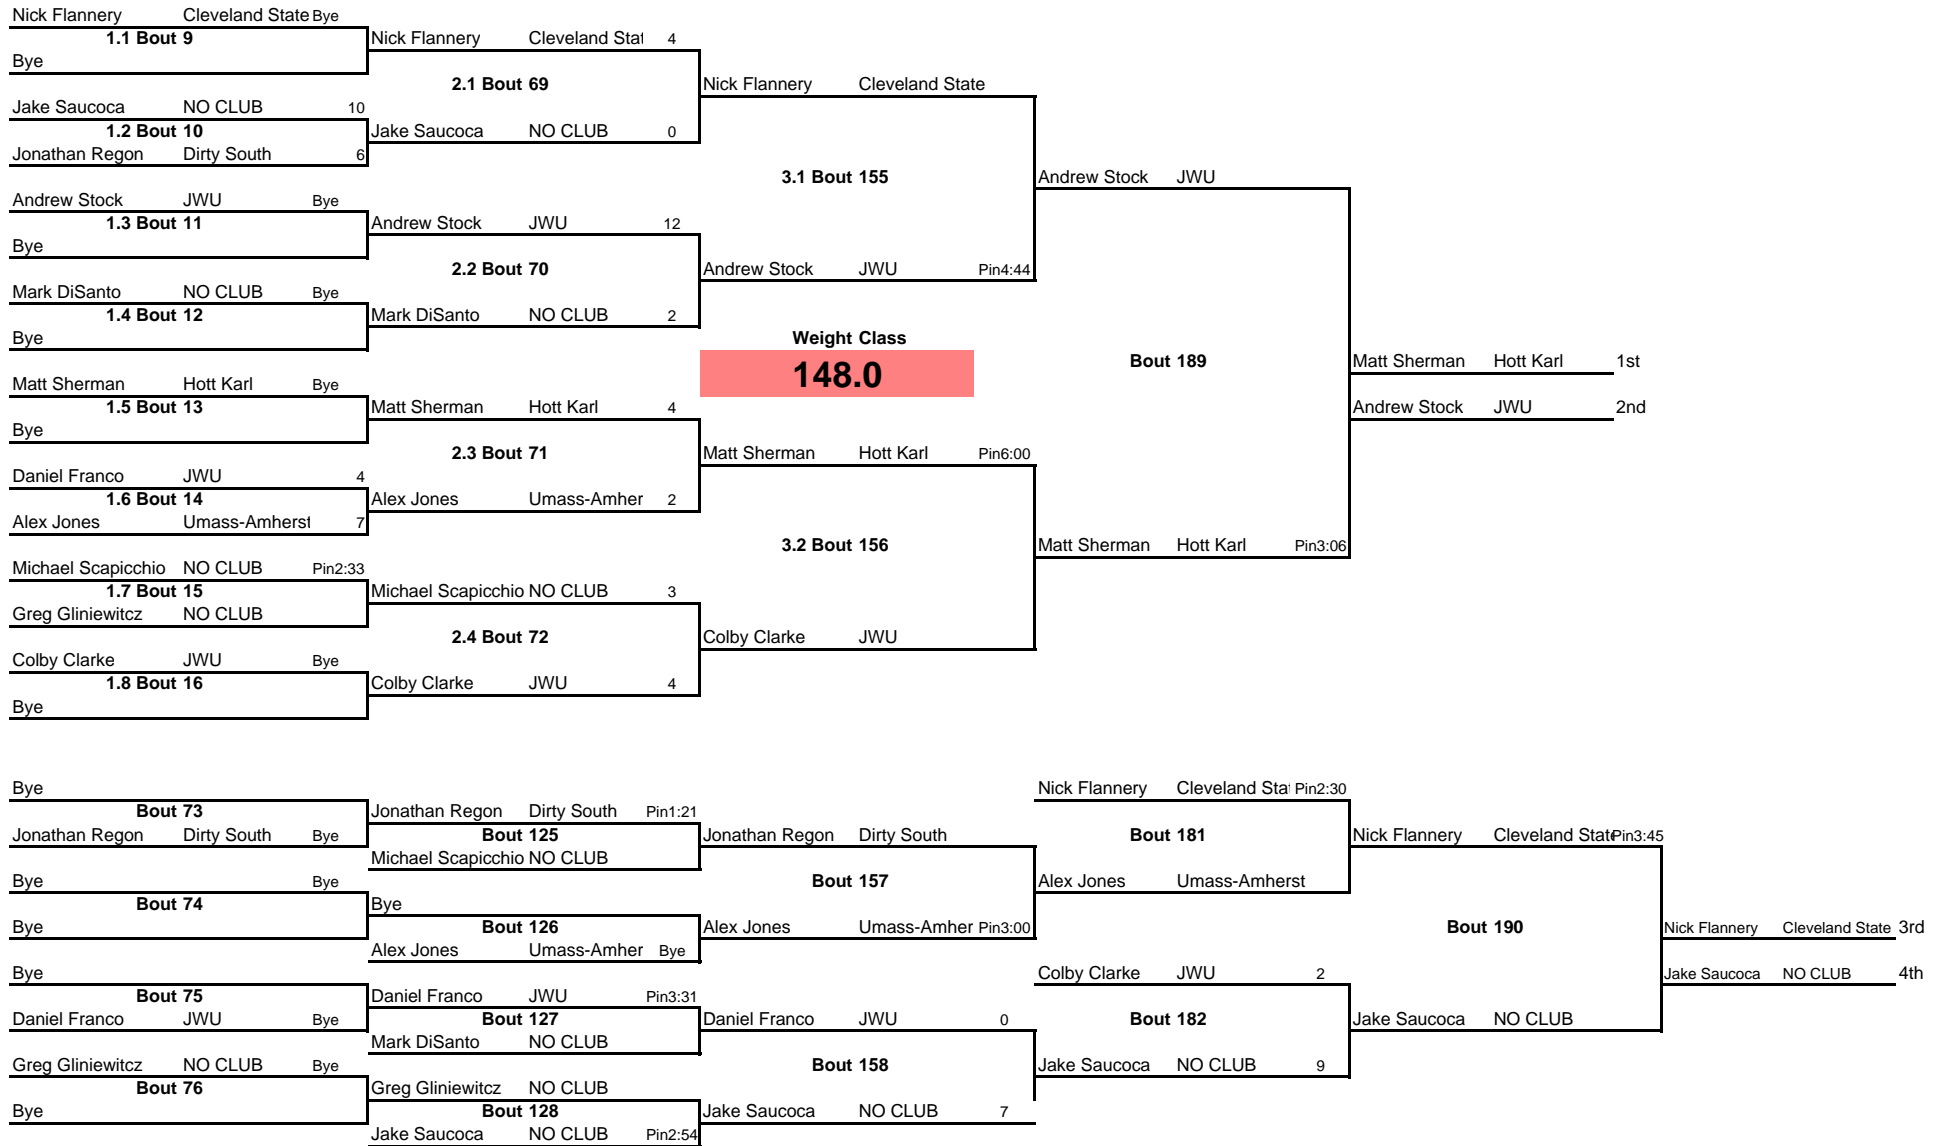 Nick Flannery Cleveland State Bye
1.1 Bout 9
Nick Flannery Cleveland Stat 4
Bye
2.1 Bout 69
Nick Flannery Cleveland State
Jake Saucoca NO CLUB 10
1.2 Bout 10
Jake Saucoca NO CLUB 0
Jonathan Regon Dirty South 6
3.1 Bout 155
Andrew Stock JWU
Andrew Stock JWU Bye
1.3 Bout 11
Andrew Stock JWU 12
Bye
2.2 Bout 70
Andrew Stock JWU Pin4:44
Mark DiSanto NO CLUB Bye
1.4 Bout 12
Mark DiSanto NO CLUB 2
Bye
Weight Class
148.0
Bout 189
Matt Sherman Hott Karl 1st
Matt Sherman Hott Karl Bye
1.5 Bout 13
Matt Sherman Hott Karl 4
Andrew Stock JWU 2nd
Bye
2.3 Bout 71
Matt Sherman Hott Karl Pin6:00
Daniel Franco JWU 4
1.6 Bout 14
Alex Jones Umass-Amher 2
Alex Jones Umass-Amherst 7
3.2 Bout 156
Matt Sherman Hott Karl Pin3:06
Michael Scapicchio NO CLUB Pin2:33
1.7 Bout 15
Michael Scapicchio NO CLUB 3
Greg Gliniewitcz NO CLUB
2.4 Bout 72
Colby Clarke JWU
Colby Clarke JWU Bye
1.8 Bout 16
Colby Clarke JWU 4
Bye
Bye
Nick Flannery Cleveland Stat Pin2:30
Bout 73
Jonathan Regon Dirty South Pin1:21
Jonathan Regon Dirty South Bye
Bout 125
Jonathan Regon Dirty South
Bout 181
Nick Flannery Cleveland State Pin3:45
Michael Scapicchio NO CLUB
Bye Bye
Bout 157
Alex Jones Umass-Amherst
Bout 74
Bye
Bye
Bout 126
Alex Jones Umass-Amher Pin3:00
Bout 190
Nick Flannery Cleveland State 3rd
Alex Jones Umass-Amher Bye
Bye
Colby Clarke JWU 2
Jake Saucoca NO CLUB 4th
Bout 75
Daniel Franco JWU Pin3:31
Daniel Franco JWU Bye
Bout 127
Daniel Franco JWU 0
Bout 182
Jake Saucoca NO CLUB
Mark DiSanto NO CLUB
Greg Gliniewitcz NO CLUB Bye
Bout 158
Jake Saucoca NO CLUB 9
Bout 76
Greg Gliniewitcz NO CLUB
Bye
Bout 128
Jake Saucoca NO CLUB 7
Jake Saucoca NO CLUB Pin2:54